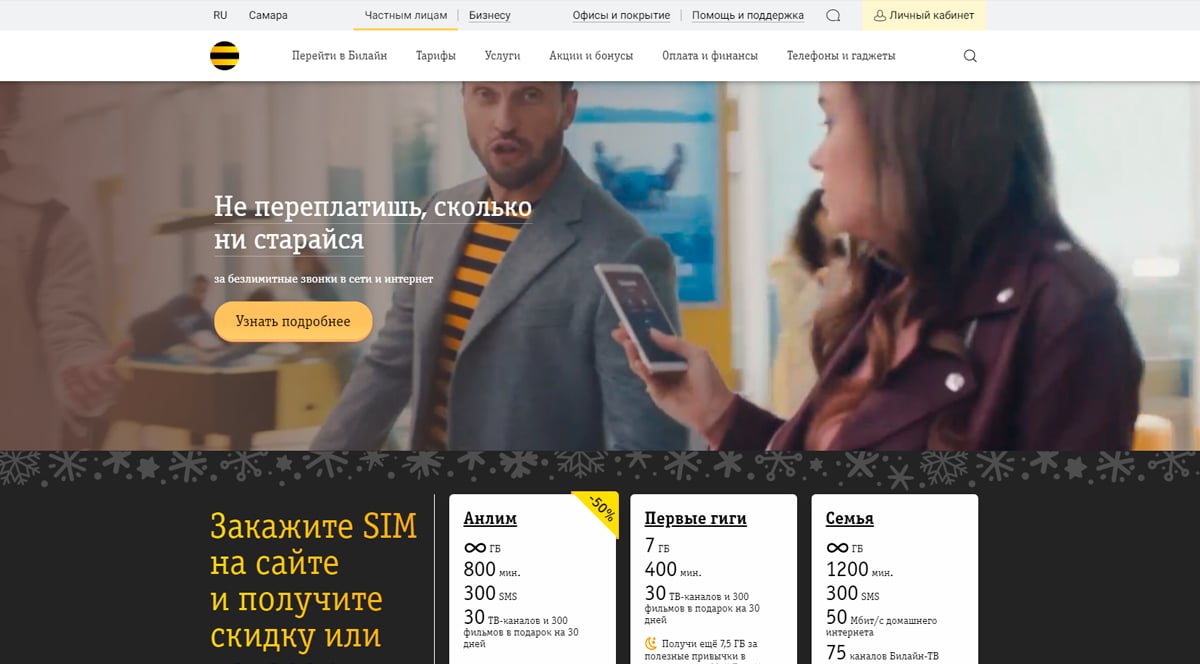 RU Самара Частным лицам Бизнесу Офисы и покрытие Помощь и поддержка Личный кабинет
Перейти в Билайн Тарифы Услуги Акции и бонусы Оплата и финансы Телефоны и гаджеты
Не переплатишь, сколько
ни старайся
за безлимитные звонки в сети и интернет
Узнать подробнее
Закажите SIM
на сайте
и получите
скидку или
-50%
Анлим
∞ ГБ
800 мин.
300 SMS
30 ТВ-каналов и 300
фильмов в подарок на 30
дней
Первые гиги
7 ГБ
400 мин.
30 ТВ-каналов и 300
фильмов в подарок на 30
дней
Получи ещё 7,5 ГБ за
полезные привычки в
Семья
∞ ГБ
1200 мин.
300 SMS
50 Мбит/с домашнего
интернета
75 каналов Билайн-ТВ